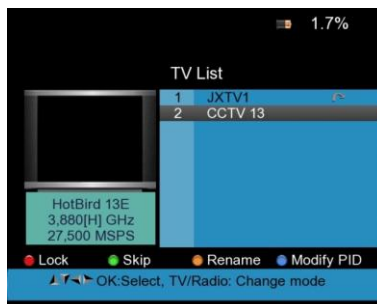 1.7%
TV List
1 JXTV1
2 CCTV 13
HotBird 13E
3,880[H] GHz
27,500 MSPS
Lock Skip Rename Modify PID
OK:Select, TV/Radio: Change mode